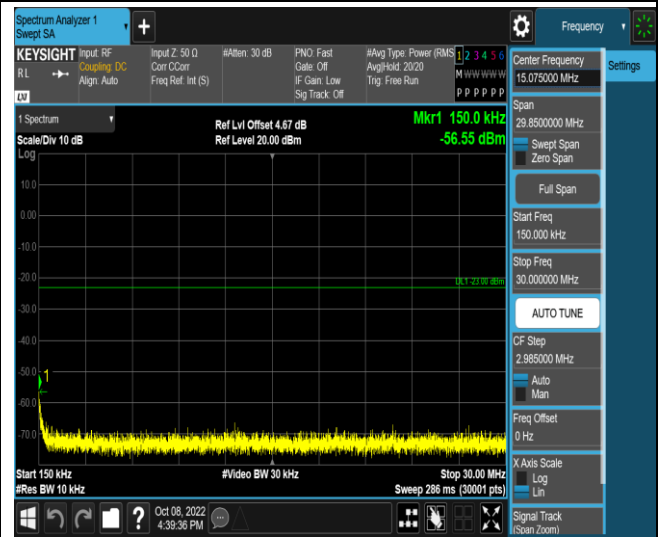 Spectrum Analyzer 1
Swept SA
+
Frequency
KEYSIGHT
RL
LXI
Input: RF
Coupling: DC
Align: Auto
Input Z: 50 Ω
Corr CCorr
Freq Ref: Int (S)
#Atten: 30 dB
PNO: Fast
Gate: Off
IF Gain: Low
Sig Track: Off
#Avg Type: Power (RMS
Avg|Hold: 20/20
Trig: Free Run
1 2 3 4 5 6
M W W W W W
P P P P P P
1 Spectrum
Scale/Div 10 dB
Ref Lvl Offset 4.67 dB
Ref Level 20.00 dBm
Mkr1 150.0 kHz
-56.55 dBm
Log
10.0
0.00
-10.0
-20.0
DL1 -23.00 dBm
-30.0
-40.0
-50.0
1
-60.0
-70.0
Start 150 kHz
#Video BW 30 kHz
Stop 30.00 MHz
#Res BW 10 kHz
Sweep 286 ms (30001 pts)
Oct 08, 2022
4:39:36 PM
?
Settings
Center Frequency
15.075000 MHz
Span
29.8500000 MHz
Swept Span
Zero Span
Full Span
Start Freq
150.000 kHz
Stop Freq
30.000000 MHz
AUTO TUNE
CF Step
2.985000 MHz
Auto
Man
Freq Offset
0 Hz
X Axis Scale
Log
Lin
Signal Track
(Span Zoom)